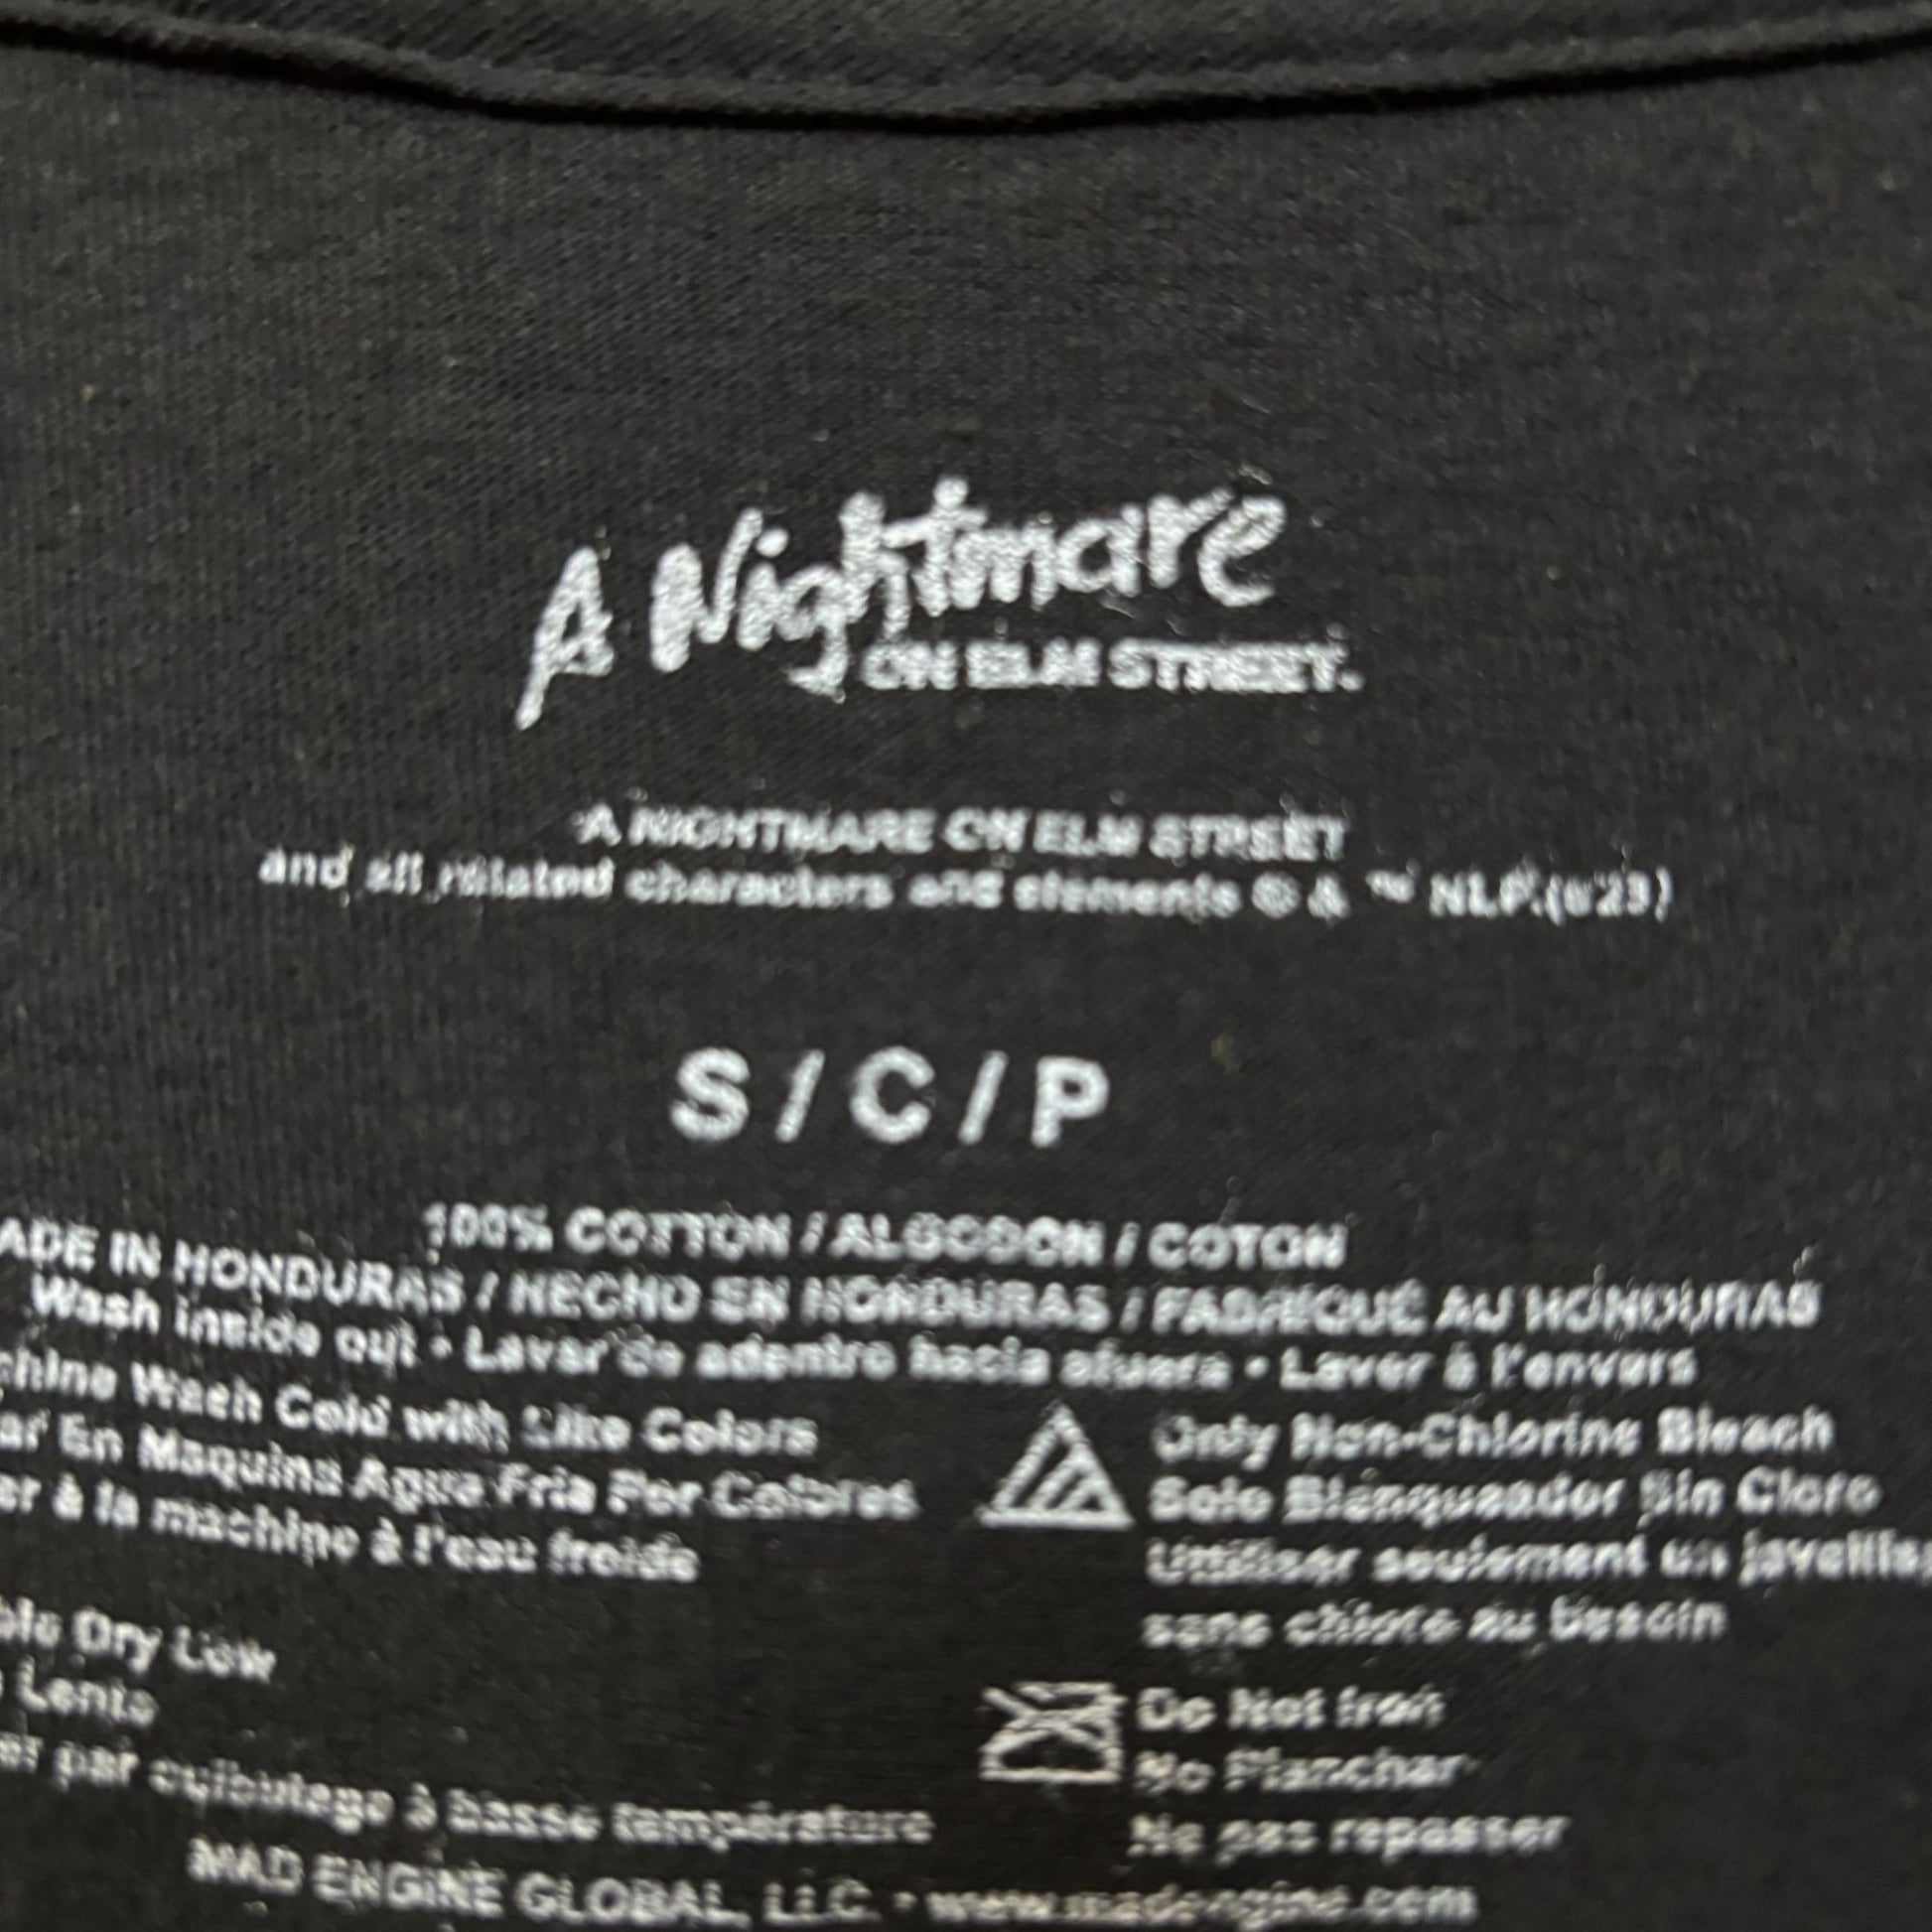 A Nightmare
ON ELM STREET.
A NIGHTMARE ON ELM STREET
and all related characters and elements © & ™ NLP.(s'23)
S / C / P
100% COTTON / ALGODON / COTON
ADE IN HONDURAS / HECHO EN HONDURAS / FABRIQUÉ AU HONDURAS
Wash inside out • Lavar de adentro hacia afuera • Laver à l'envers
chine Wash Cold with Like Colors
ar En Maquina Agua Fria Por Colores
er à la machine à l'eau froide
Only Non-Chlorine Bleach
Solo Blanqueador Sin Cloro
Utiliser seulement un javellis
sans chlore au besoin
ble Dry Low
Lento
er par culbutage à basse température
Do Not Iron
No Planchar
Ne pas repasser
MAD ENGINE GLOBAL, LLC. • www.madengine.com